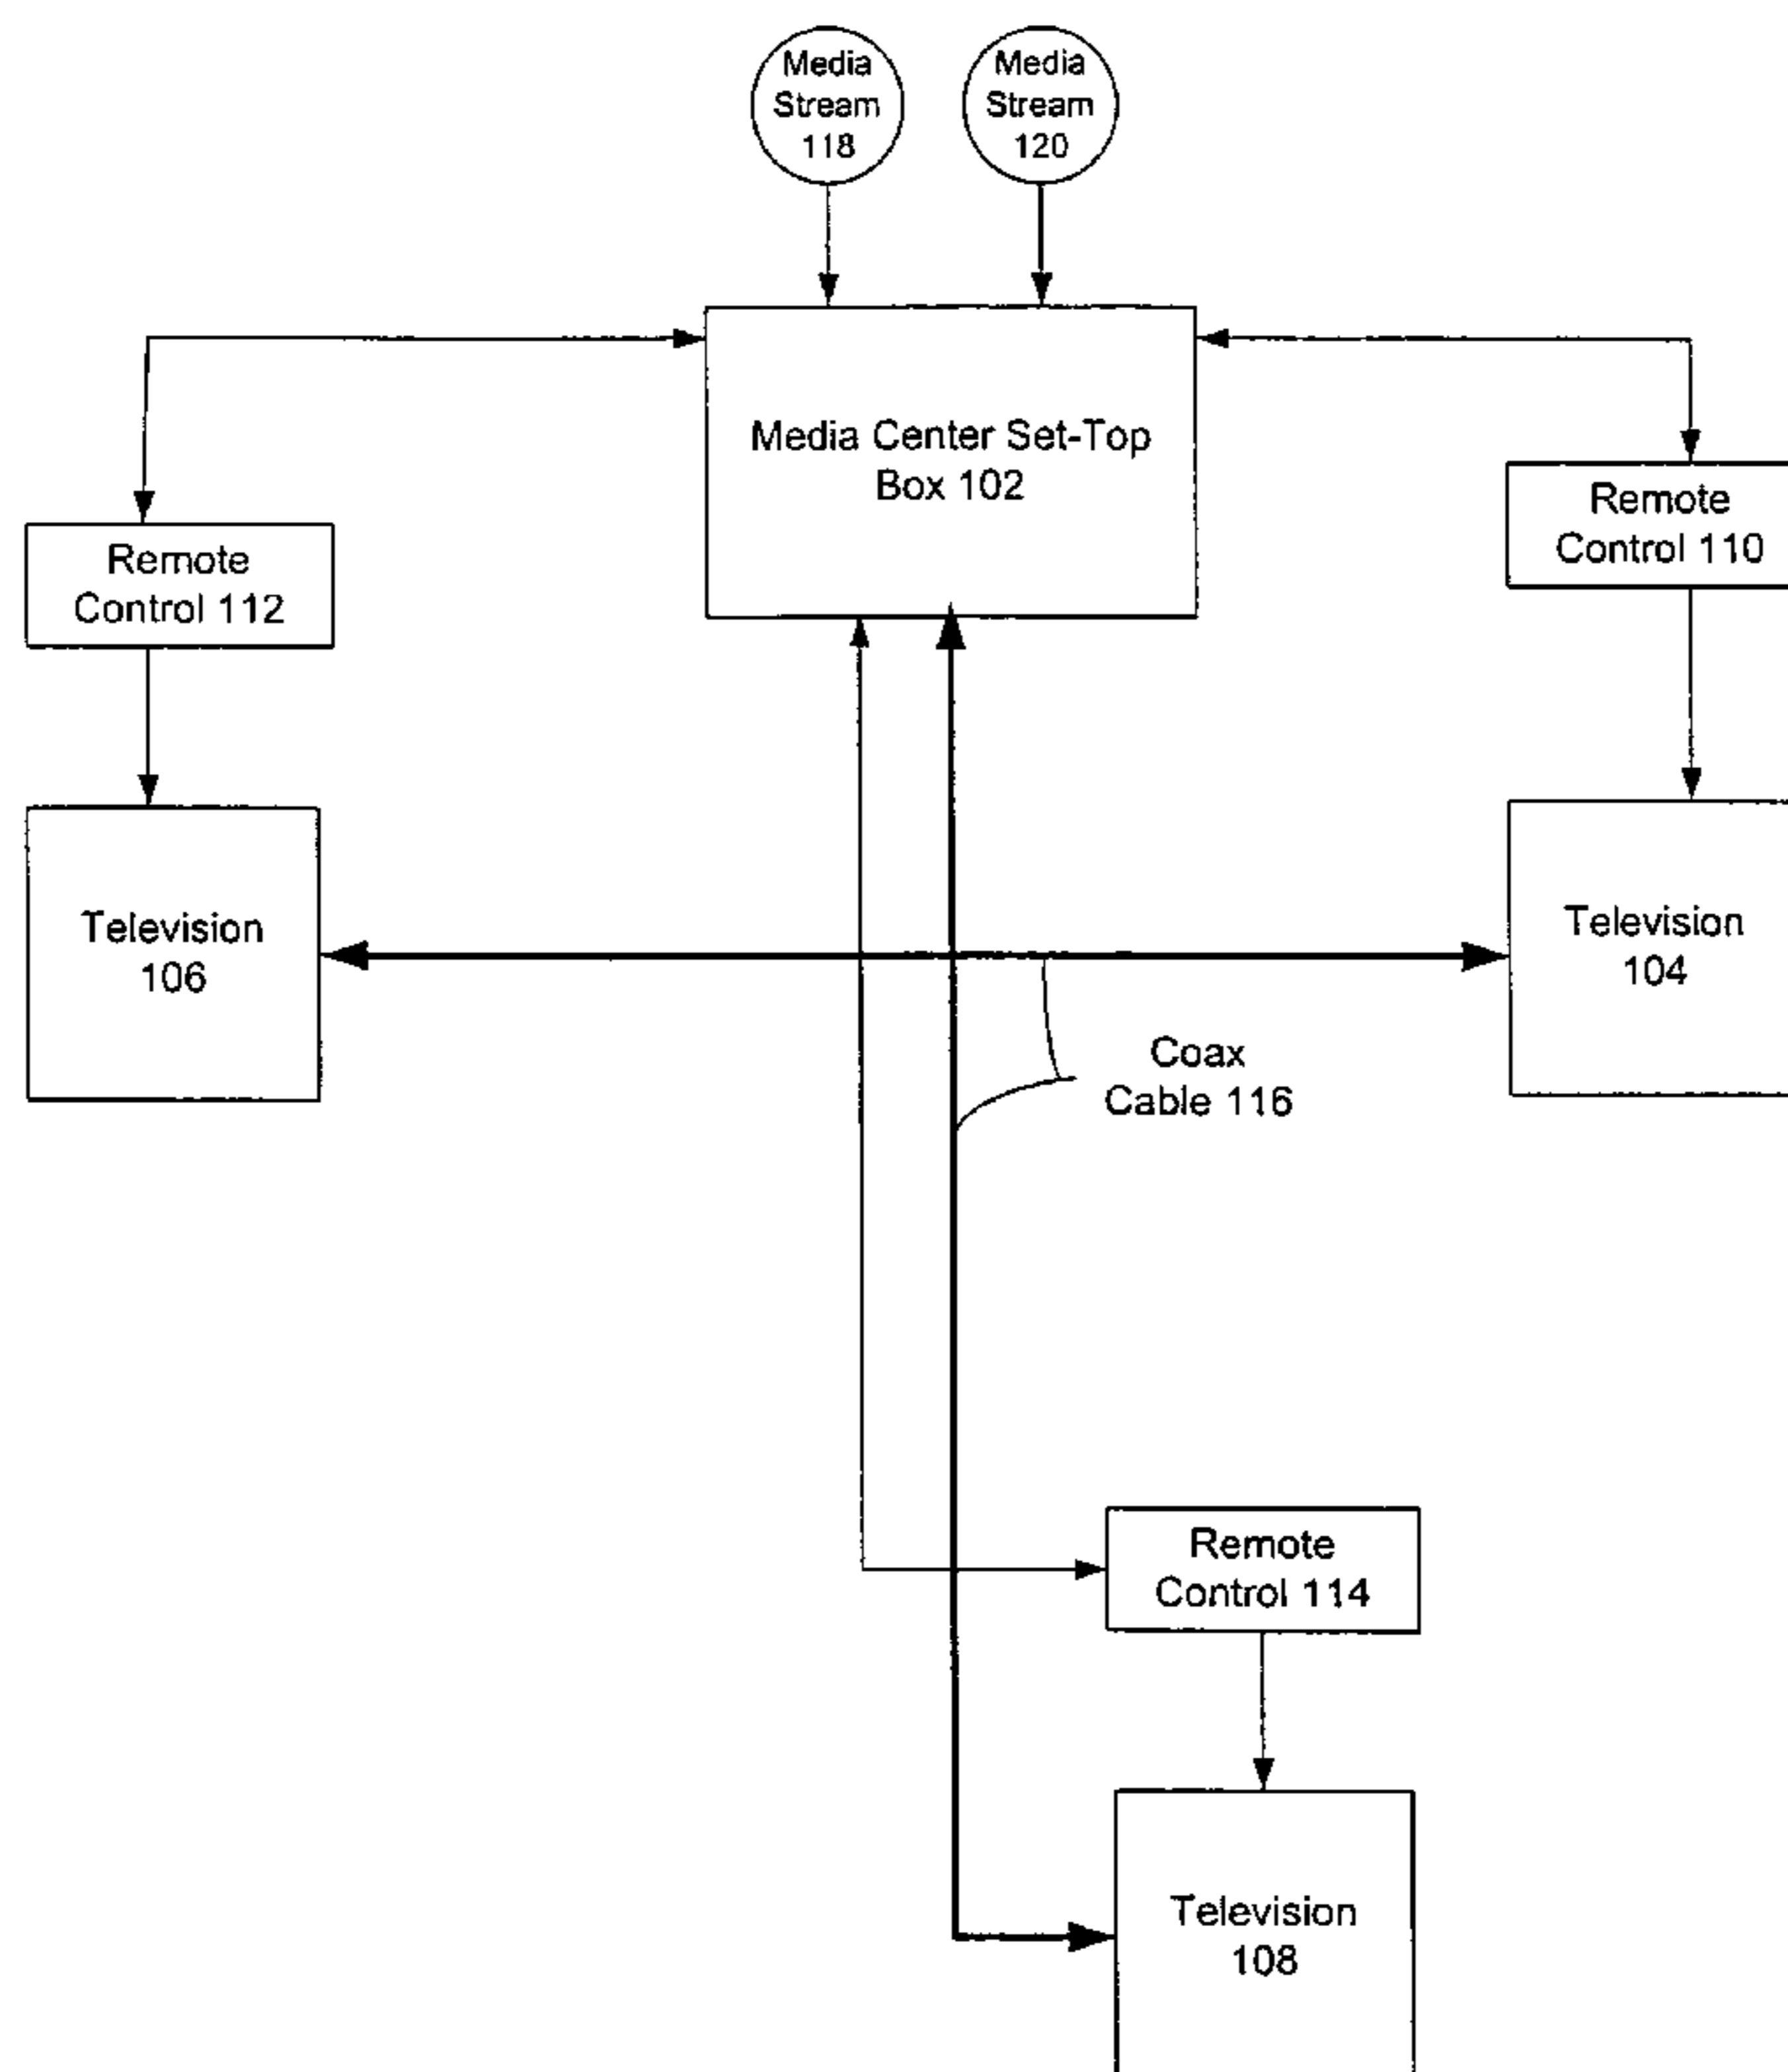 Media
Stream
118
Media
Stream
120
Media Center Set-Top
Box 102
Remote
Control 110
Remote
Control 112
Television
106
Television
104
Coax
Cable 116
Remote
Control 114
Television
108